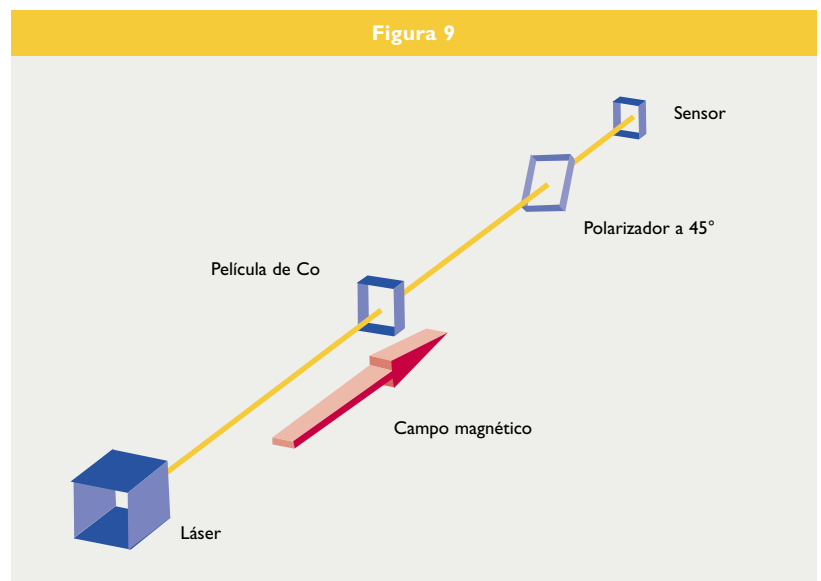 Figura 9
Sensor
Polarizador a 45°
Película de Co
Campo magnético
Láser